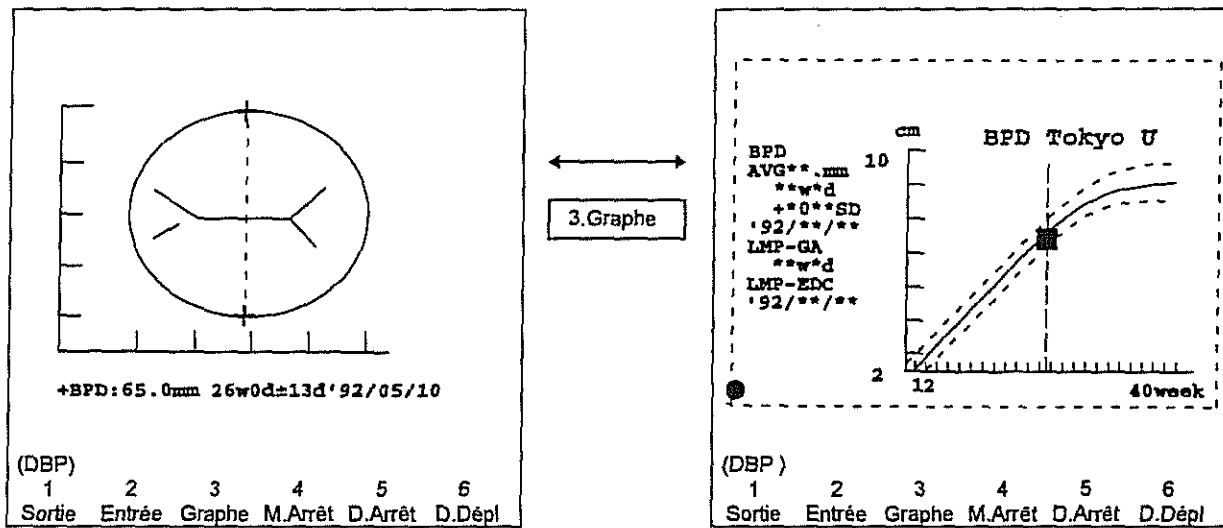 +BPD:65.0mm 26w0d±13d'92/05/10
(DBP)
1 2 3 4 5 6
Sortie Entrée Graphe M.Arrêt D.Arrêt D.Dépl
3.Graphe
cm BPD Tokyo U
BPD
AVG**.mm
**w*d
+*0**SD
'92/**/**
LMP-GA
**w*d
LMP-EDC
'92/**/**
10
2
12 40week
(DBP )
1 2 3 4 5 6
Sortie Entrée Graphe M.Arrêt D.Arrêt D.Dépl